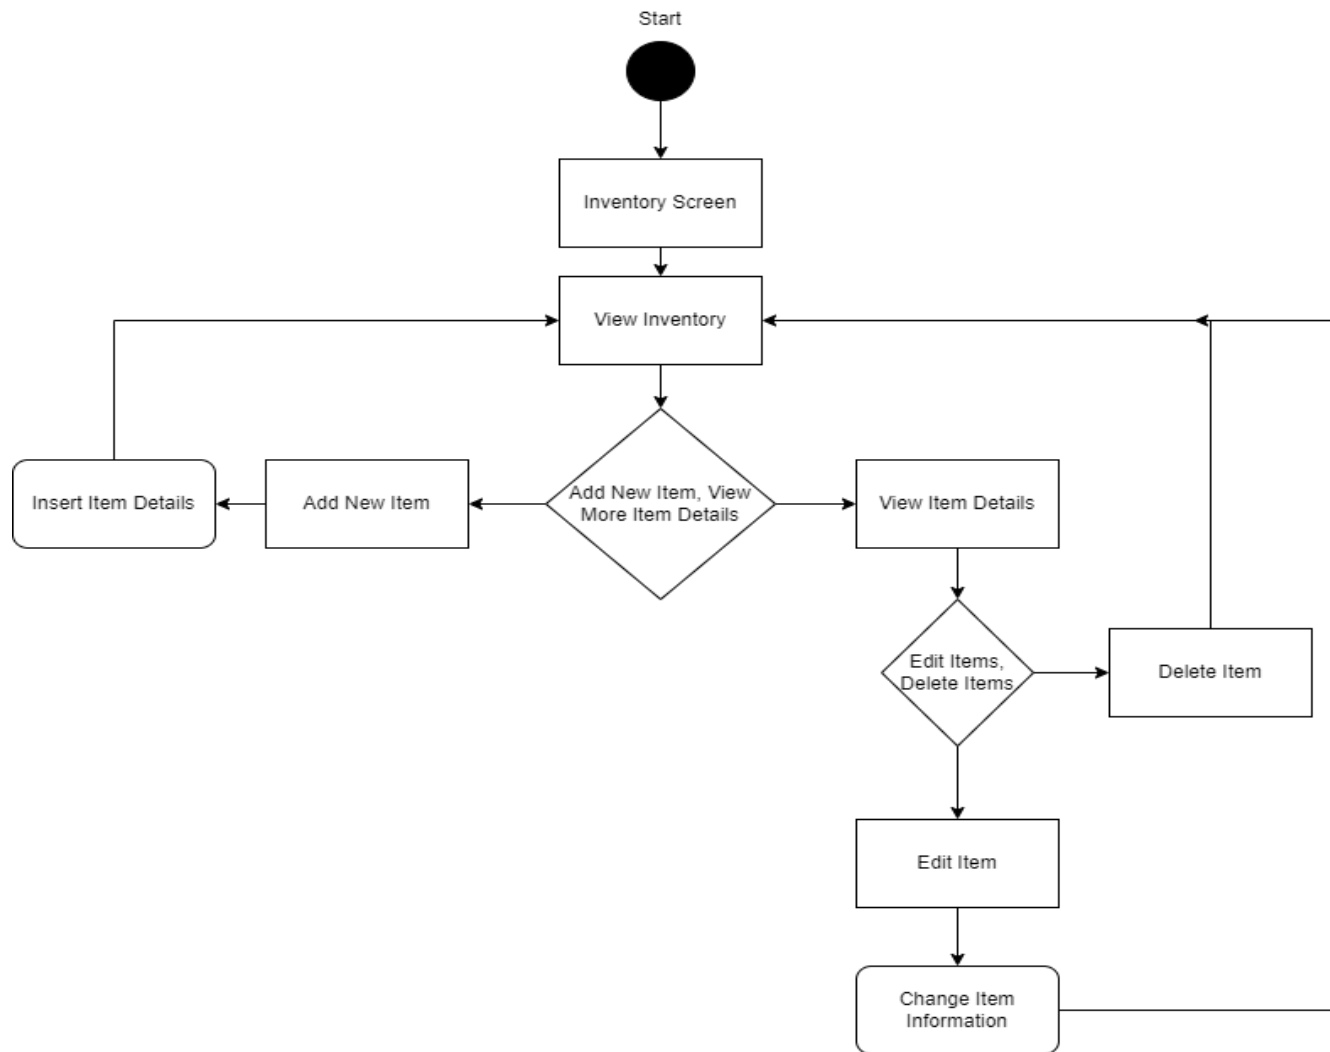 Start
Inventory Screen
View Inventory
Insert Item Details
Add New Item
Add New Item, View
More Item Details
View Item Details
Edit Items,
Delete Items
Delete Item
Edit Item
Change Item
Information